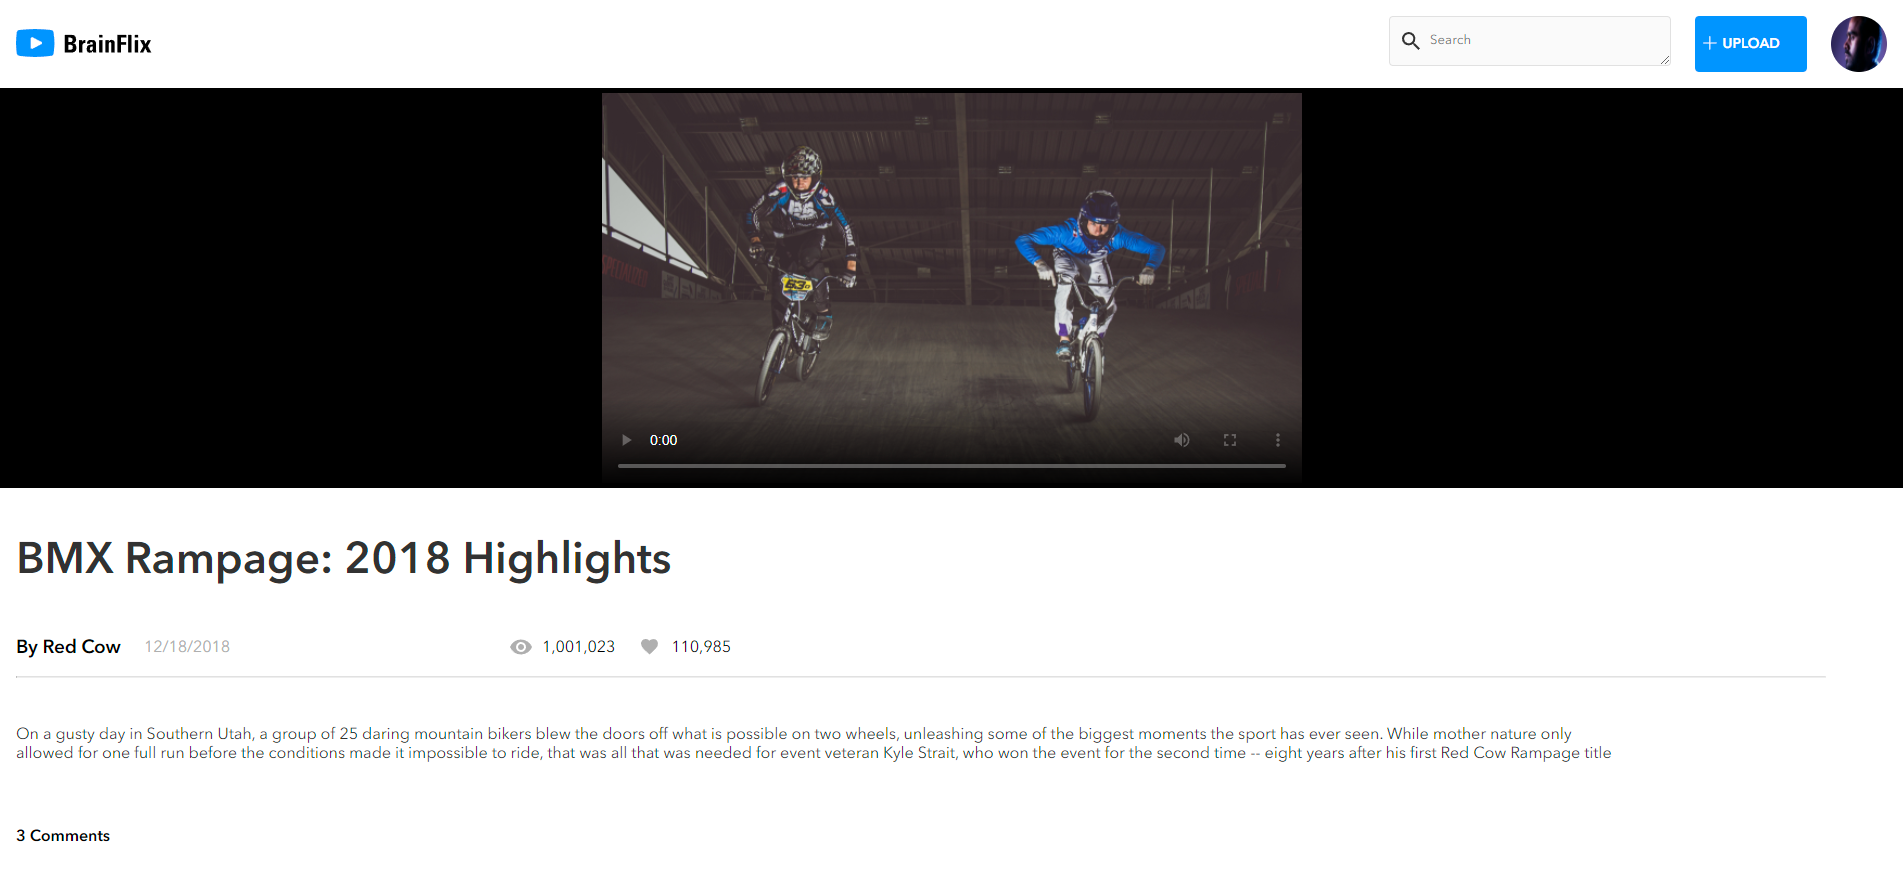 BrainFlix
Search
+ UPLOAD
0:00
BMX Rampage: 2018 Highlights
By Red Cow 12/18/2018 1,001,023 110,985
On a gusty day in Southern Utah, a group of 25 daring mountain bikers blew the doors off what is possible on two wheels, unleashing some of the biggest moments the sport has ever seen. While mother nature only
allowed for one full run before the conditions made it impossible to ride, that was all that was needed for event veteran Kyle Strait, who won the event for the second time -- eight years after his first Red Cow Rampage title
3 Comments